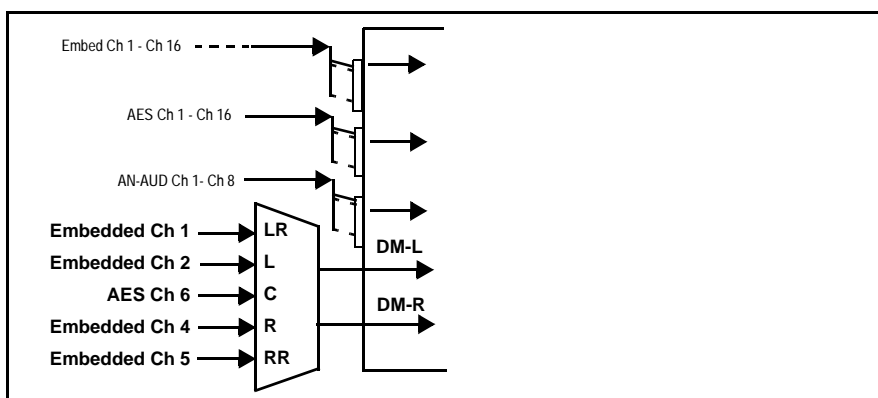 Embed Ch 1 - Ch 16
AES Ch 1 - Ch 16
AN-AUD Ch 1- Ch 8
Embedded Ch 1
LR
Embedded Ch 2
L
AES Ch 6
C
Embedded Ch 4
R
Embedded Ch 5
RR
DM-L
DM-R